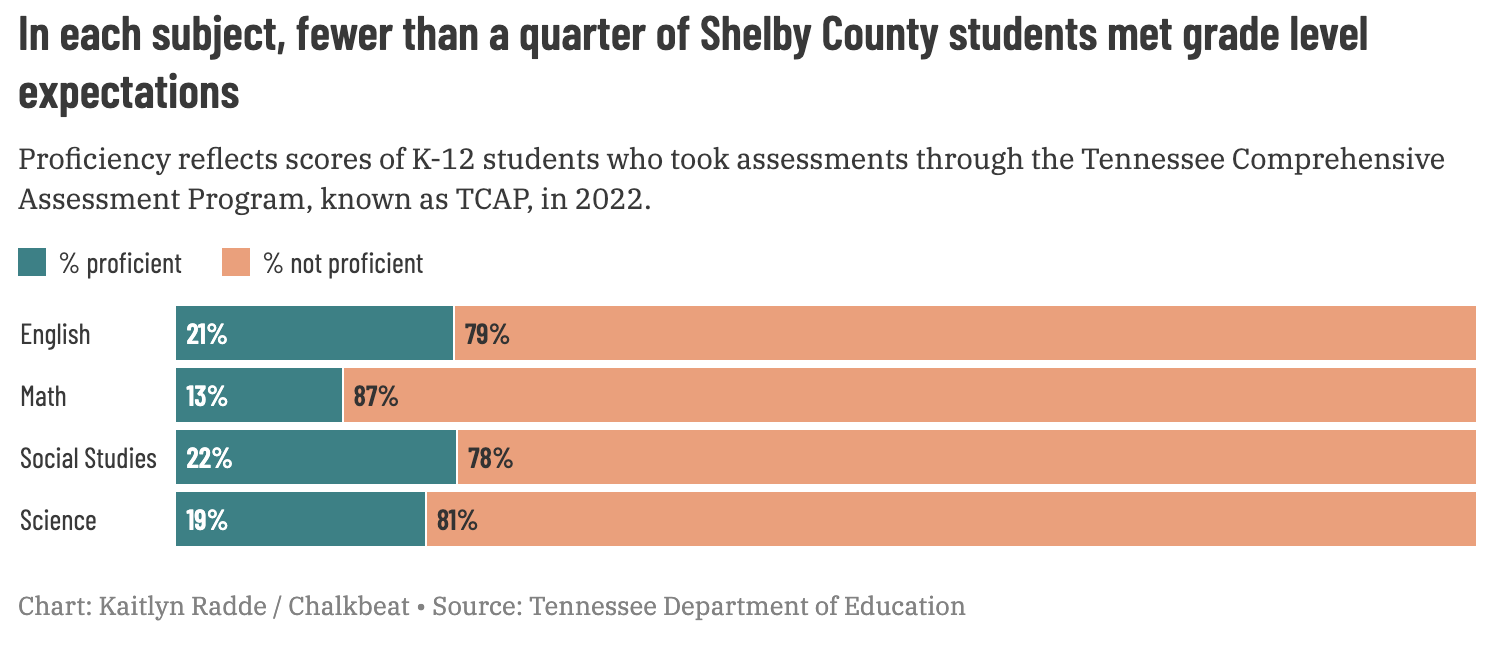 In each subject, fewer than a quarter of Shelby County students met grade level
expectations
Proficiency reflects scores of K-12 students who took assessments through the Tennessee Comprehensive
Assessment Program, known as TCAP, in 2022.
% proficient % not proficient
English 21% 79%
Math 13% 87%
Social Studies 22% 78%
Science 19% 81%
Chart: Kaitlyn Radde / Chalkbeat • Source: Tennessee Department of Education